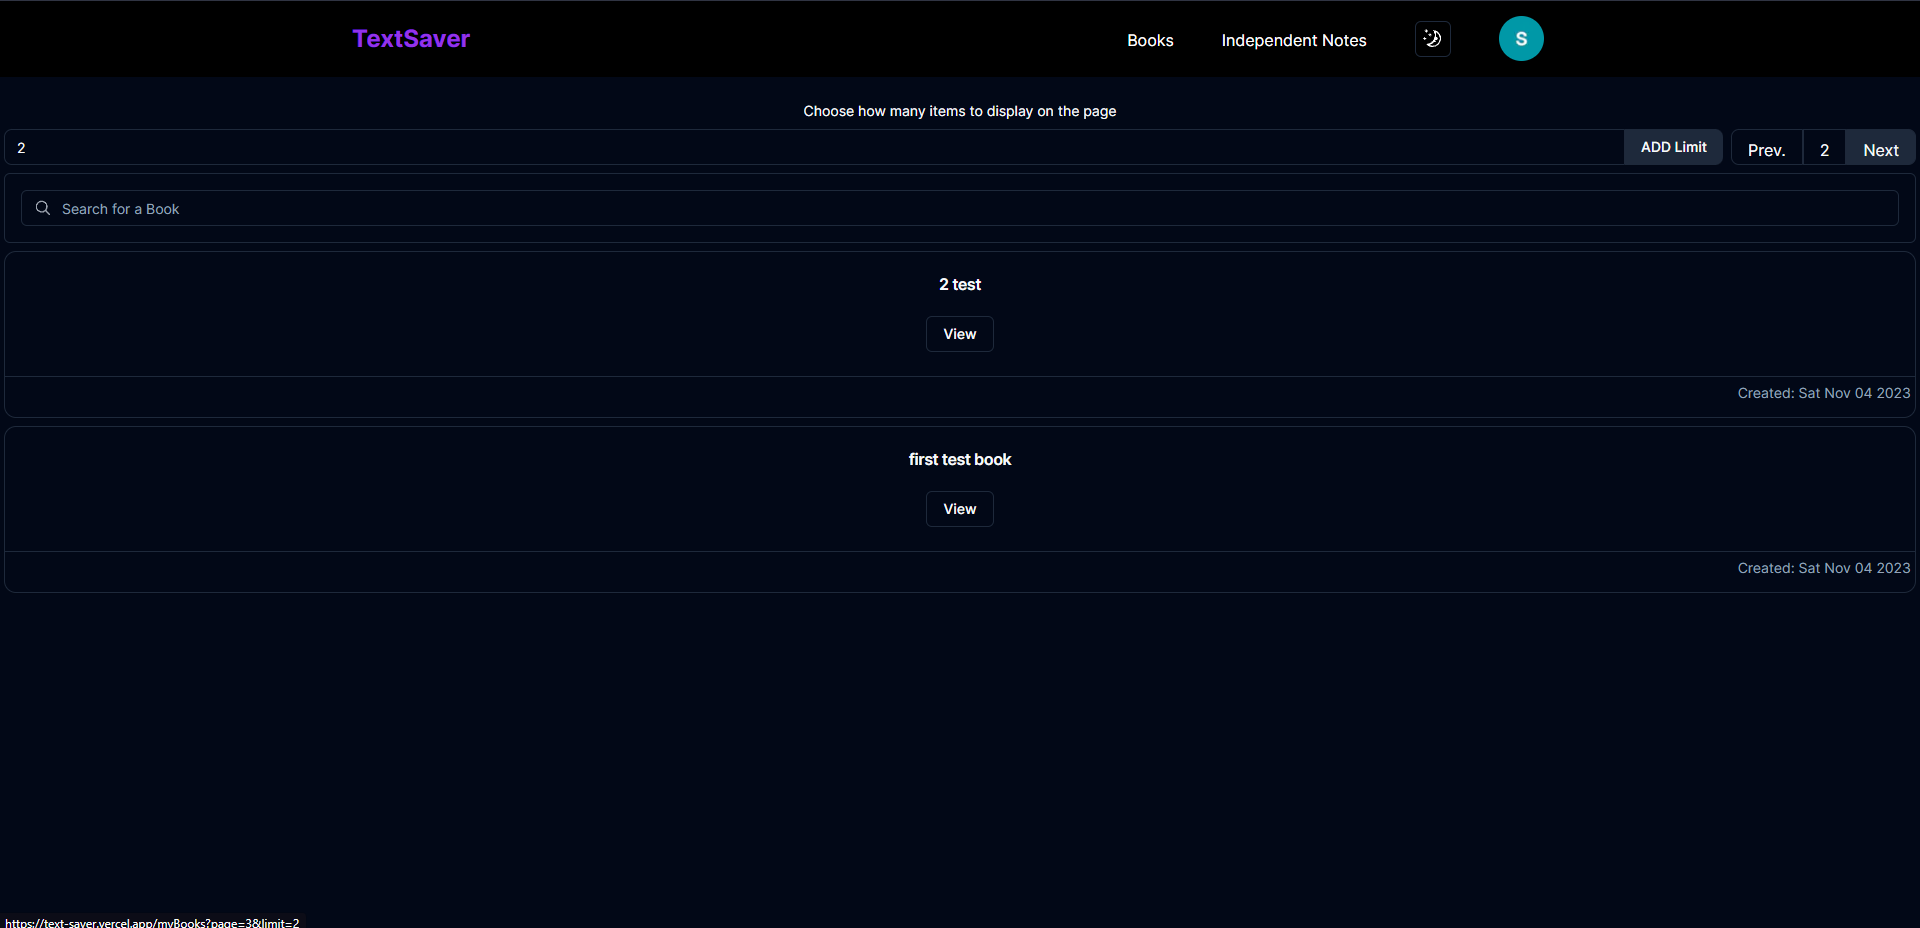 TextSaver
Books
Independent Notes
S
Choose how many items to display on the page
2
ADD Limit
Prev.
2
Next
Search for a Book
2 test
View
Created: Sat Nov 04 2023
first test book
View
Created: Sat Nov 04 2023
https://text-saver.vercel.app/myBooks?page=3&limit=2